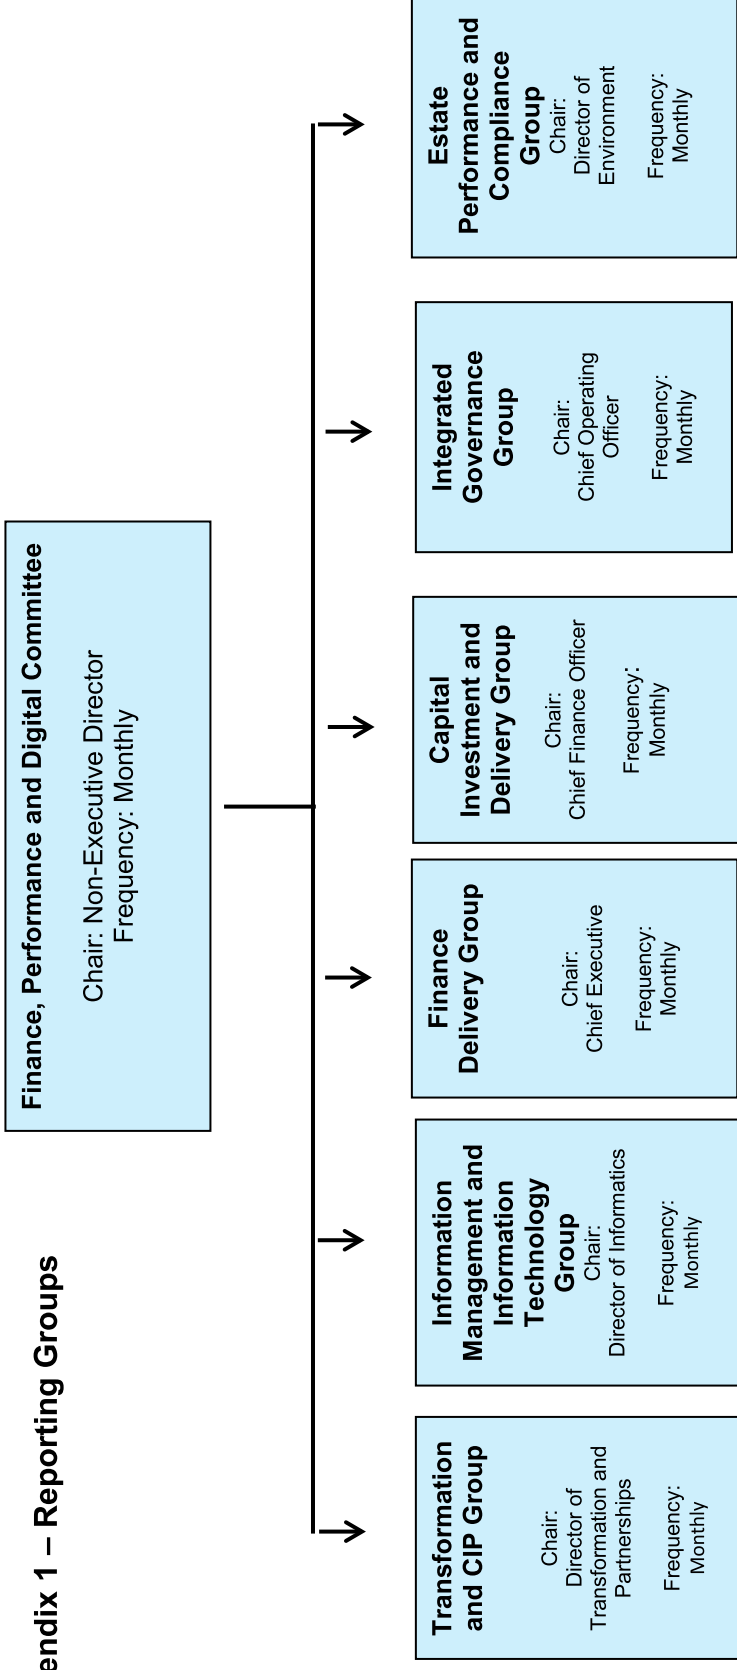 endix 1 – Reporting Groups
Finance, Performance and Digital Committee
Chair: Non-Executive Director
Frequency: Monthly
Transformation
and CIP Group
Chair:
Director of
Transformation and
Partnerships
Frequency:
Monthly
Information
Management and
Information
Technology
Group
Chair:
Director of Informatics
Frequency:
Monthly
Finance
Delivery Group
Chair:
Chief Executive
Frequency:
Monthly
Capital
Investment and
Delivery Group
Chair:
Chief Finance Officer
Frequency:
Monthly
Integrated
Governance
Group
Chair:
Chief Operating
Officer
Frequency:
Monthly
Estate
Performance and
Compliance
Group
Chair:
Director of
Environment
Frequency:
Monthly